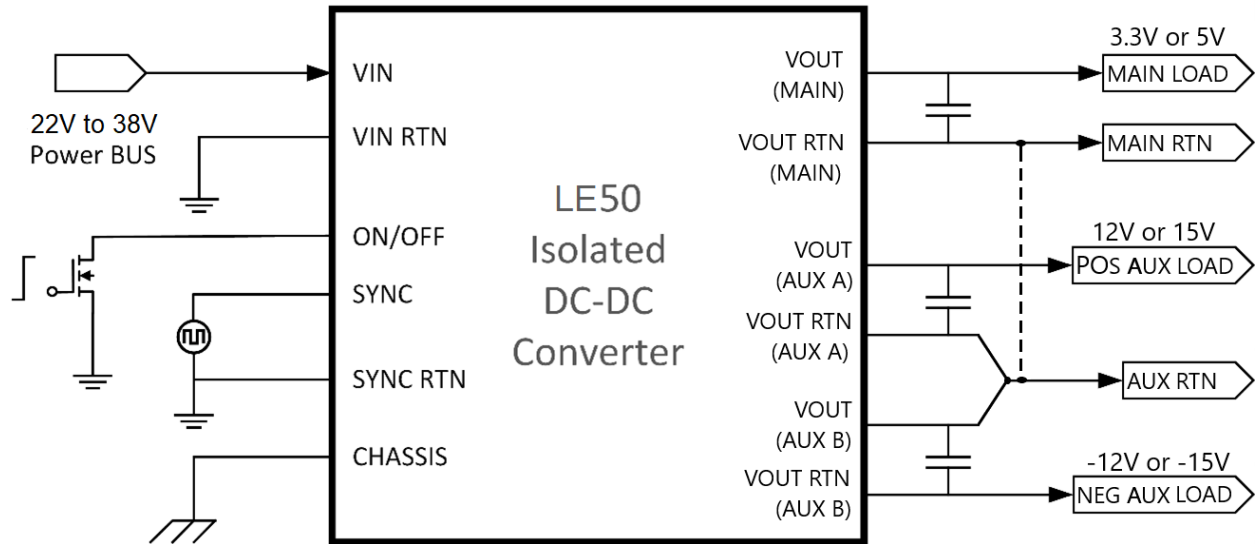 VIN
22V to 38V
Power BUS
VIN RTN
ON/OFF
SYNC
SYNC RTN
CHASSIS
LE50
Isolated
DC-DC
Converter
VOUT
(MAIN)
VOUT RTN
(MAIN)
VOUT
(AUX A)
VOUT RTN
(AUX A)
VOUT
(AUX B)
VOUT RTN
(AUX B)
3.3V or 5V
MAIN LOAD
MAIN RTN
12V or 15V
POS AUX LOAD
AUX RTN
-12V or -15V
NEG AUX LOAD